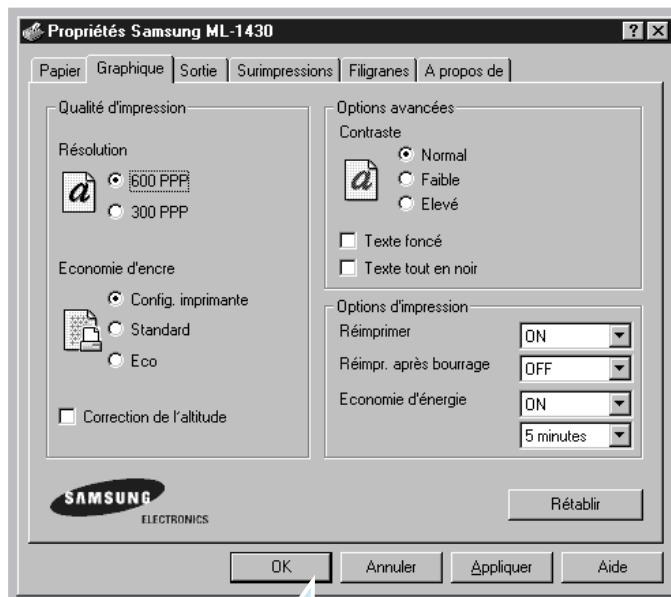 Propriétés Samsung ML-1430
Papier Graphique Sortie Surimpressions Filigranes A propos de
Qualité d'impression
Résolution
a
600 PPP
300 PPP
Economie d'encre
Config. imprimante
Standard
Eco
Correction de l'altitude
Options avancées
Contraste
a
Normal
Faible
Elevé
Texte foncé
Texte tout en noir
Options d'impression
Réimprimer ON
Réimpr. après bourrage OFF
Economie d'énergie ON
5 minutes
SAMSUNG
ELECTRONICS
Rétablir
OK Annuler Appliquer Aide